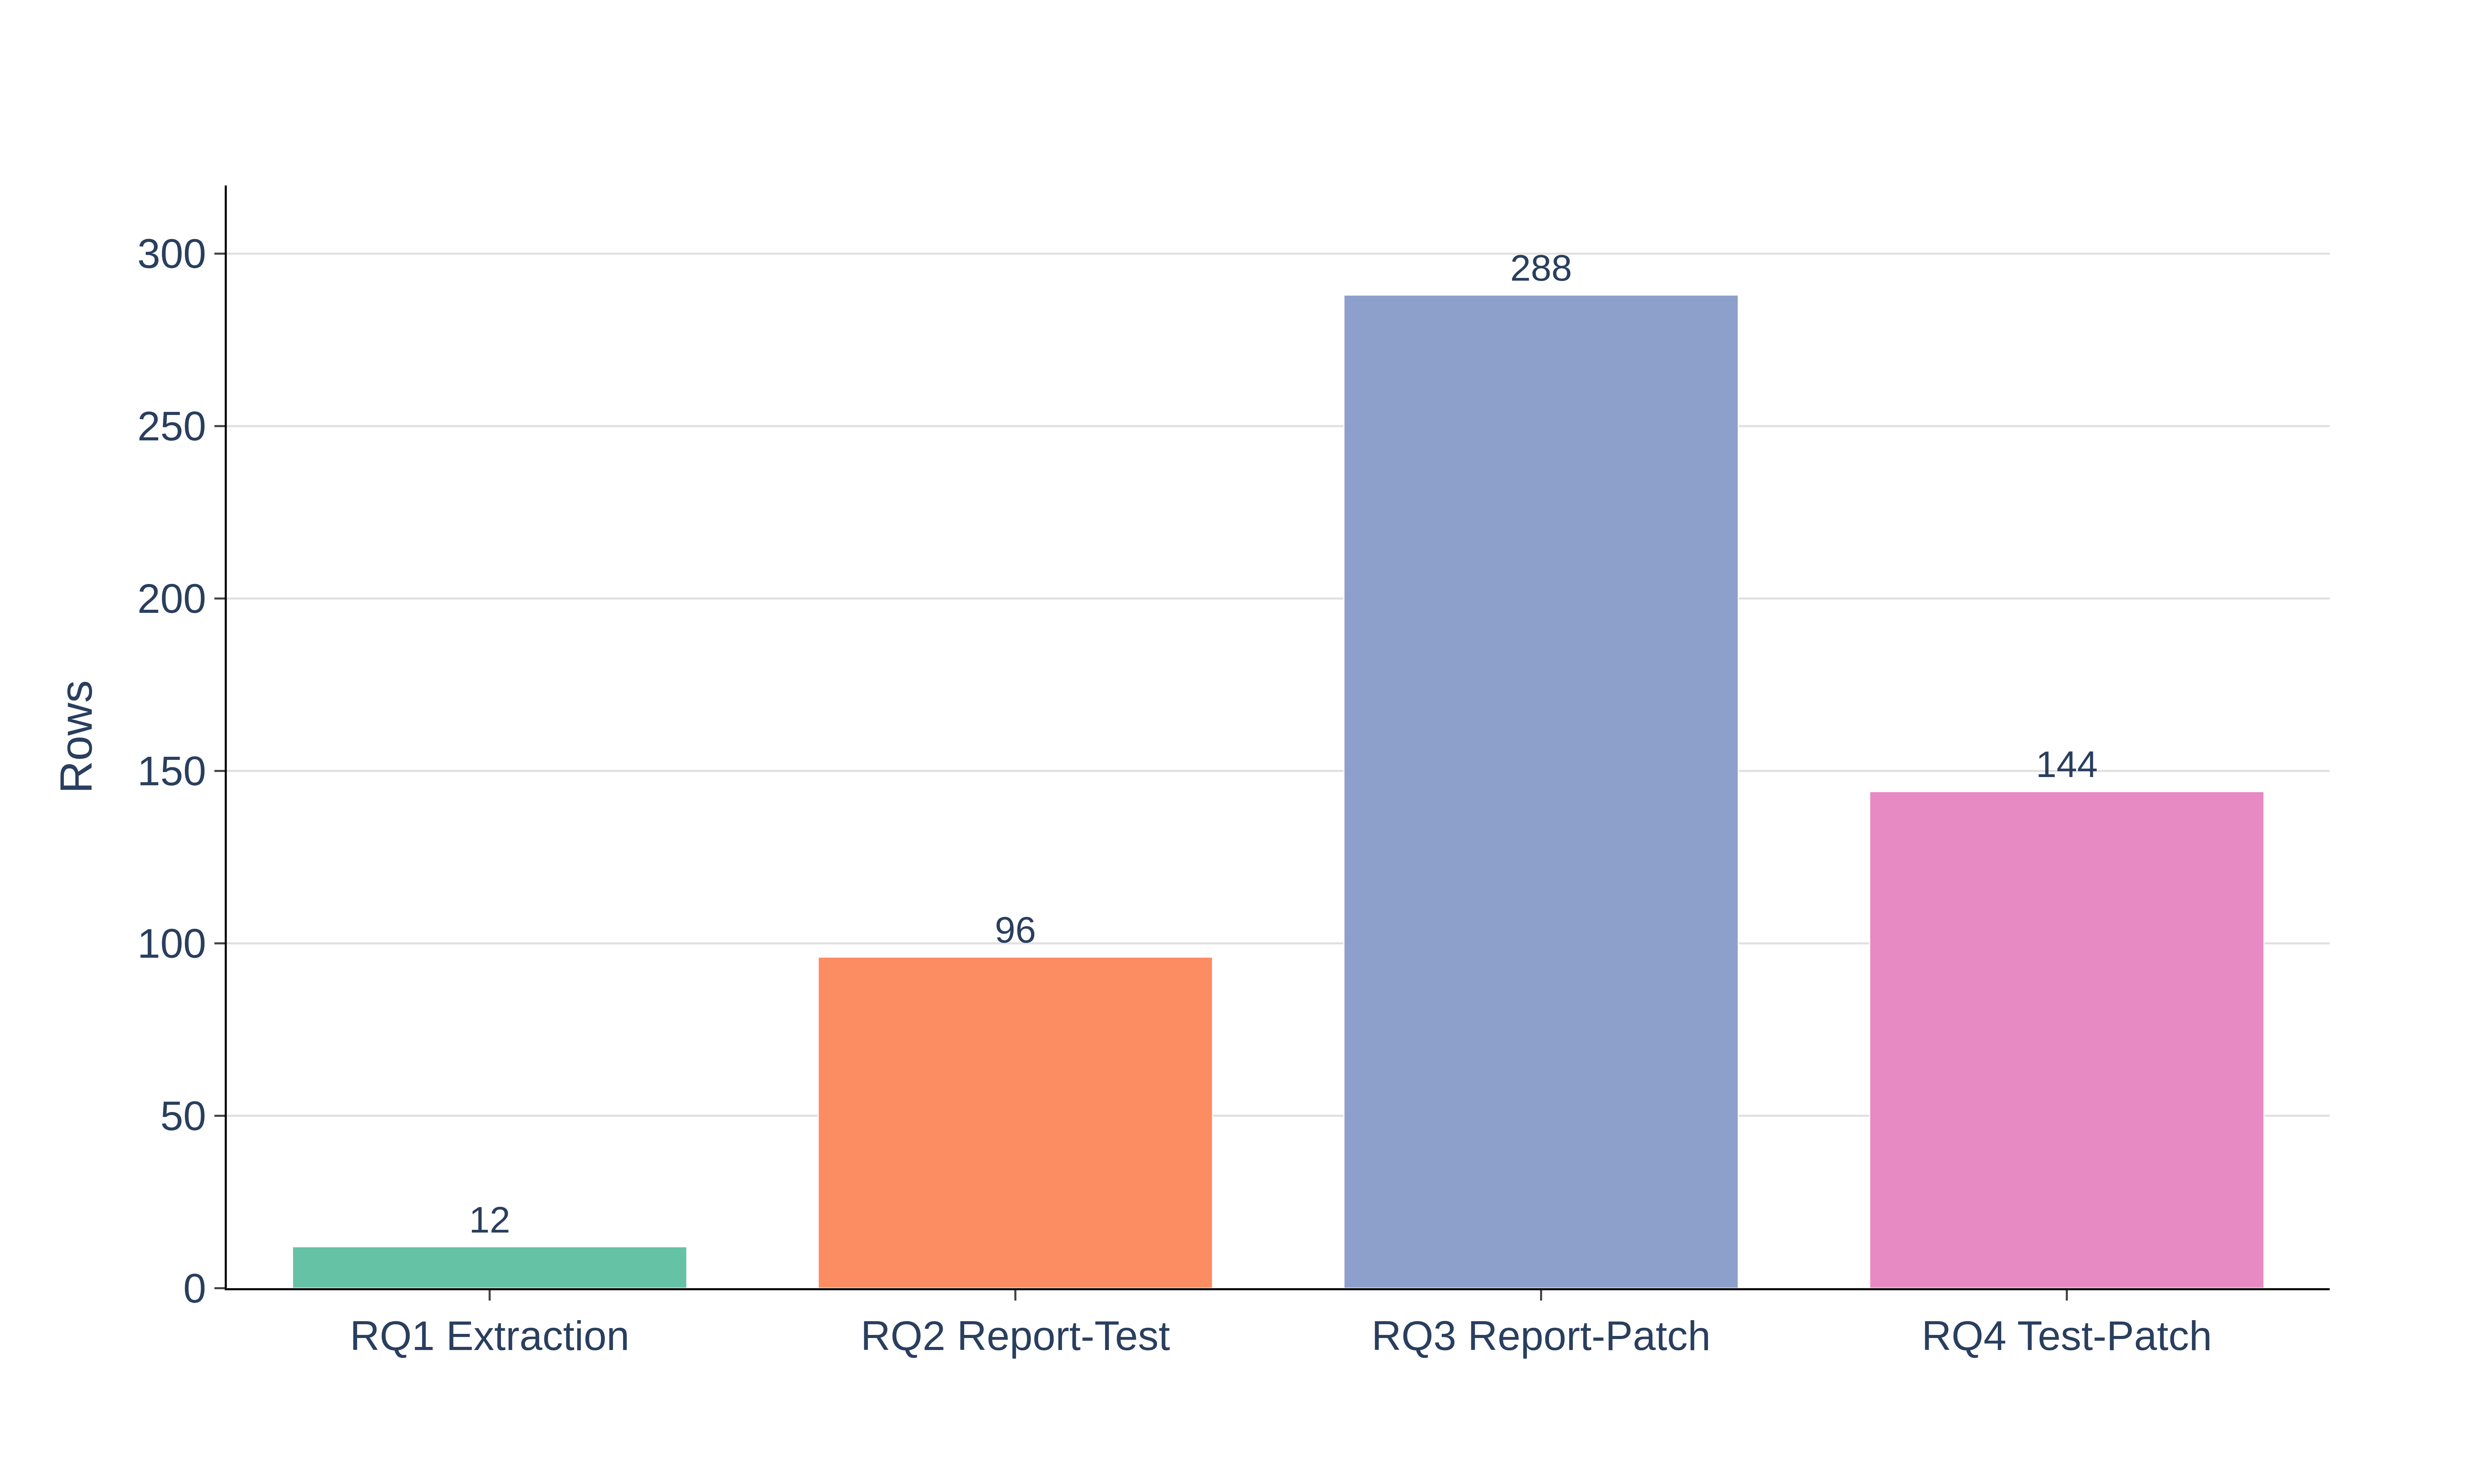 Rows
300
250
200
150
100
50
0
12
96
288
144
RQ1 Extraction
RQ2 Report-Test
RQ3 Report-Patch
RQ4 Test-Patch